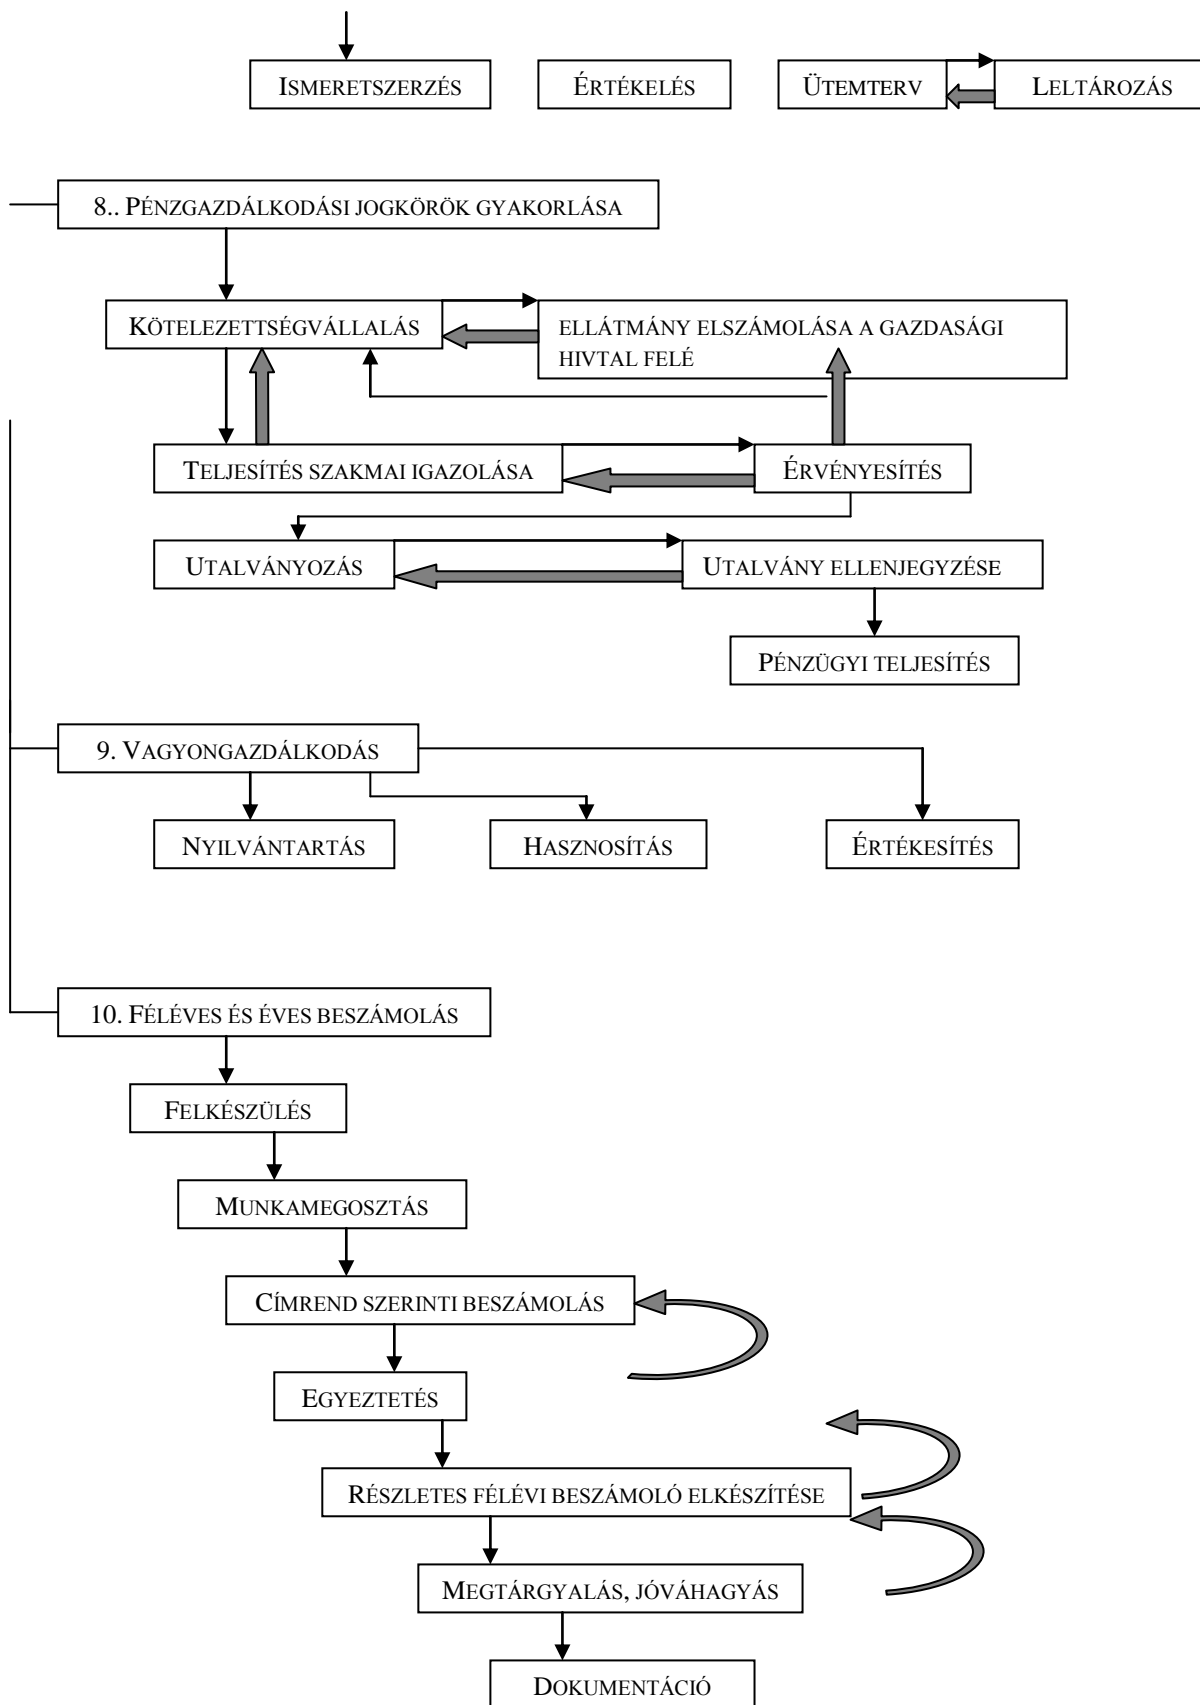 ISMERETSZERZÉS
ÉRTÉKELÉS
ÜTEMTERV
LELTÁROZÁS
8.. PÉNZGAZDÁLKODÁSI JOGKÖRÖK GYAKORLÁSA
KÖTELEZETTSÉGVÁLLALÁS
ELLÁTMÁNY ELSZÁMOLÁSA A GAZDASÁGI
HIVTAL FELÉ
TELJESÍTÉS SZAKMAI IGAZOLÁSA
ÉRVÉNYESÍTÉS
UTALVÁNYOZÁS
UTALVÁNY ELLENJEGYZÉSE
PÉNZÜGYI TELJESÍTÉS
9. VAGYONGAZDÁLKODÁS
NYILVÁNTARTÁS
HASZNOSÍTÁS
ÉRTÉKESÍTÉS
10. FÉLÉVES ÉS ÉVES BESZÁMOLÁS
FELKÉSZÜLÉS
MUNKAMEGOSZTÁS
CÍMREND SZERINTI BESZÁMOLÁS
EGYEZTETÉS
RÉSZLETES FÉLÉVI BESZÁMOLÓ ELKÉSZÍTÉSE
MEGTÁRGYALÁS, JÓVÁHAGYÁS
DOKUMENTÁCIÓ